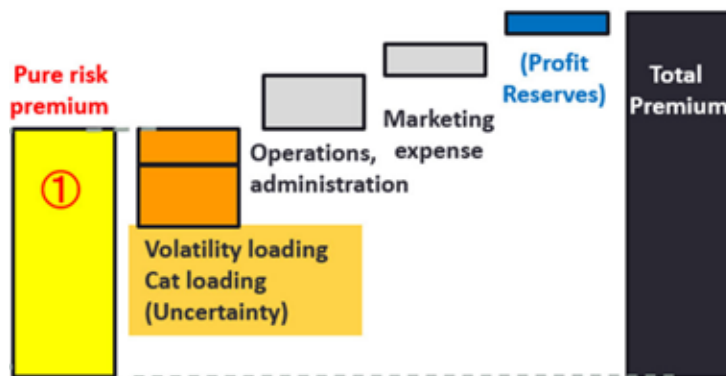 Pure risk
premium
①
Volatility loading
Cat loading
(Uncertainty)
Operations,
administration
Marketing
expense
(Profit
Reserves)
Total
Premium